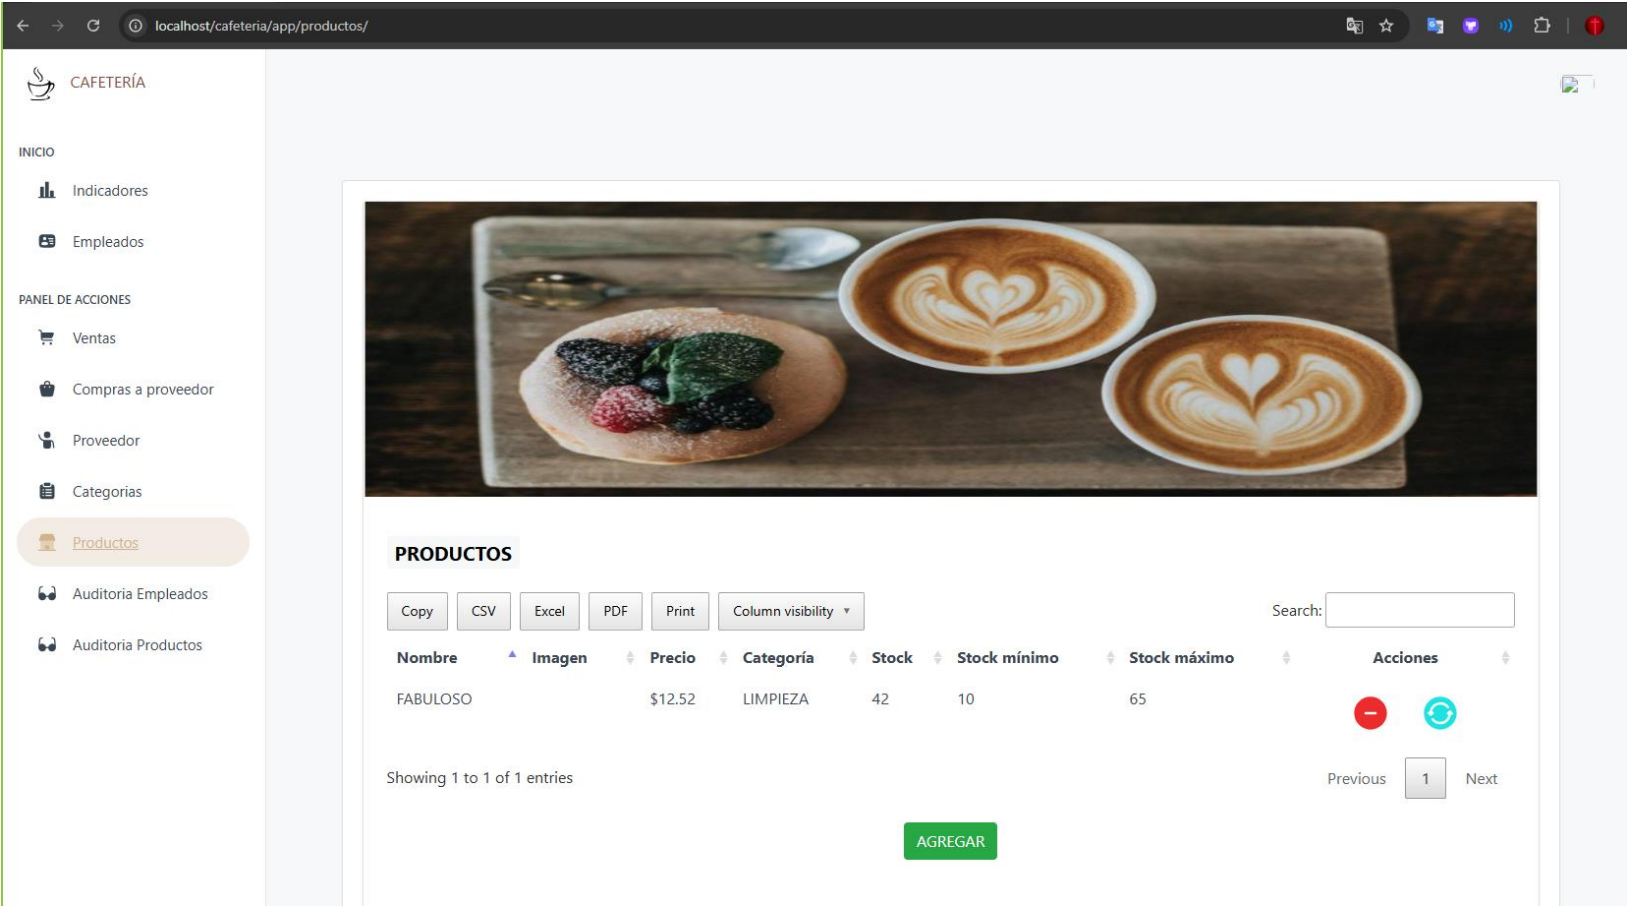 localhost/cafeteria/app/productos/
CAFETERÍA
INICIO
Indicadores
Empleados
PANEL DE ACCIONES
Ventas
Compras a proveedor
Proveedor
Categorias
Productos
Auditoria Empleados
Auditoria Productos
PRODUCTOS
Copy CSV Excel PDF Print Column visibility Search:
Nombre Imagen Precio Categoría Stock Stock mínimo Stock máximo Acciones
FABULOSO $12.52 LIMPIEZA 42 10 65
Showing 1 to 1 of 1 entries Previous 1 Next
AGREGAR